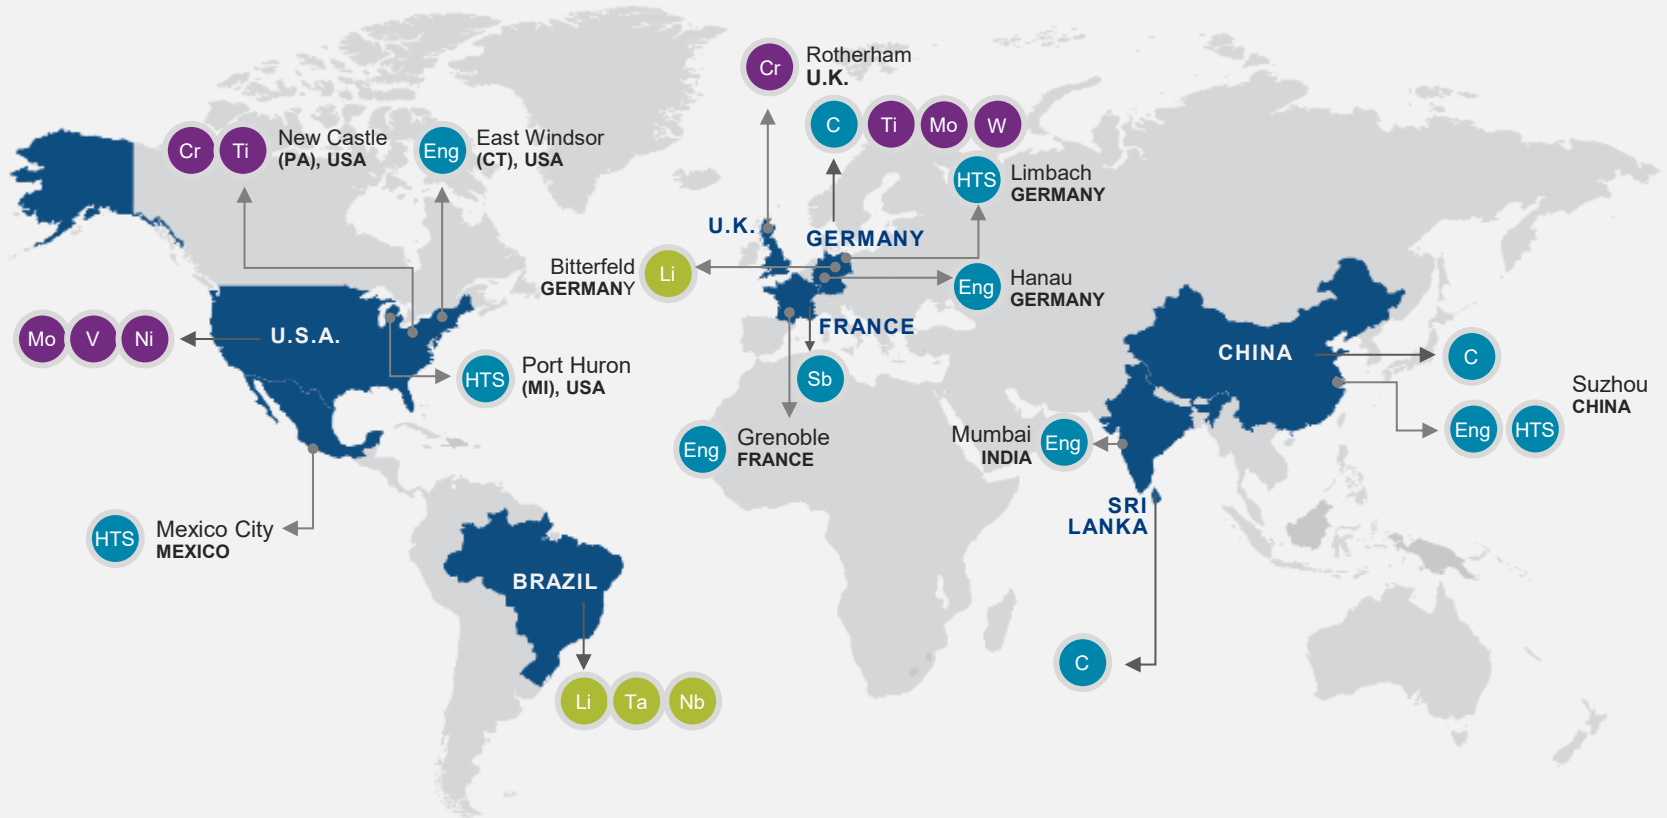 Cr
Rotherham
U.K.
C Ti Mo W
Cr Ti
New Castle
(PA), USA
Eng
East Windsor
(CT), USA
HTS
Limbach
GERMANY
U.K.
GERMANY
Bitterfeld
GERMANY
Li
Eng
Hanau
GERMANY
Mo V Ni
U.S.A.
FRANCE
CHINA
C
HTS
Port Huron
(MI), USA
Sb
Suzhou
CHINA
Eng HTS
Eng
Grenoble
FRANCE
Mumbai
INDIA
Eng
SRI
LANKA
HTS
Mexico City
MEXICO
BRAZIL
C
Li Ta Nb